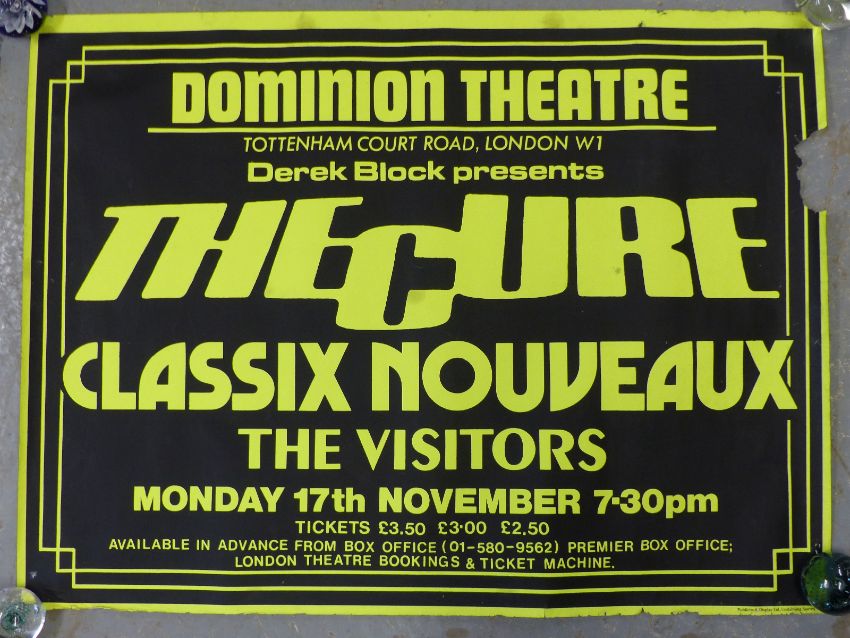 DOMINION THEATRE
TOTTENHAM COURT ROAD, LONDON W1
Derek Block presents
THE CURE
CLASSIX NOUVEAUX
THE VISITORS
MONDAY 17th NOVEMBER 7-30pm
TICKETS £3.50 £3·00 £2.50
AVAILABLE IN ADVANCE FROM BOX OFFICE (01-580-9562) PREMIER BOX OFFICE;
LONDON THEATRE BOOKINGS & TICKET MACHINE.